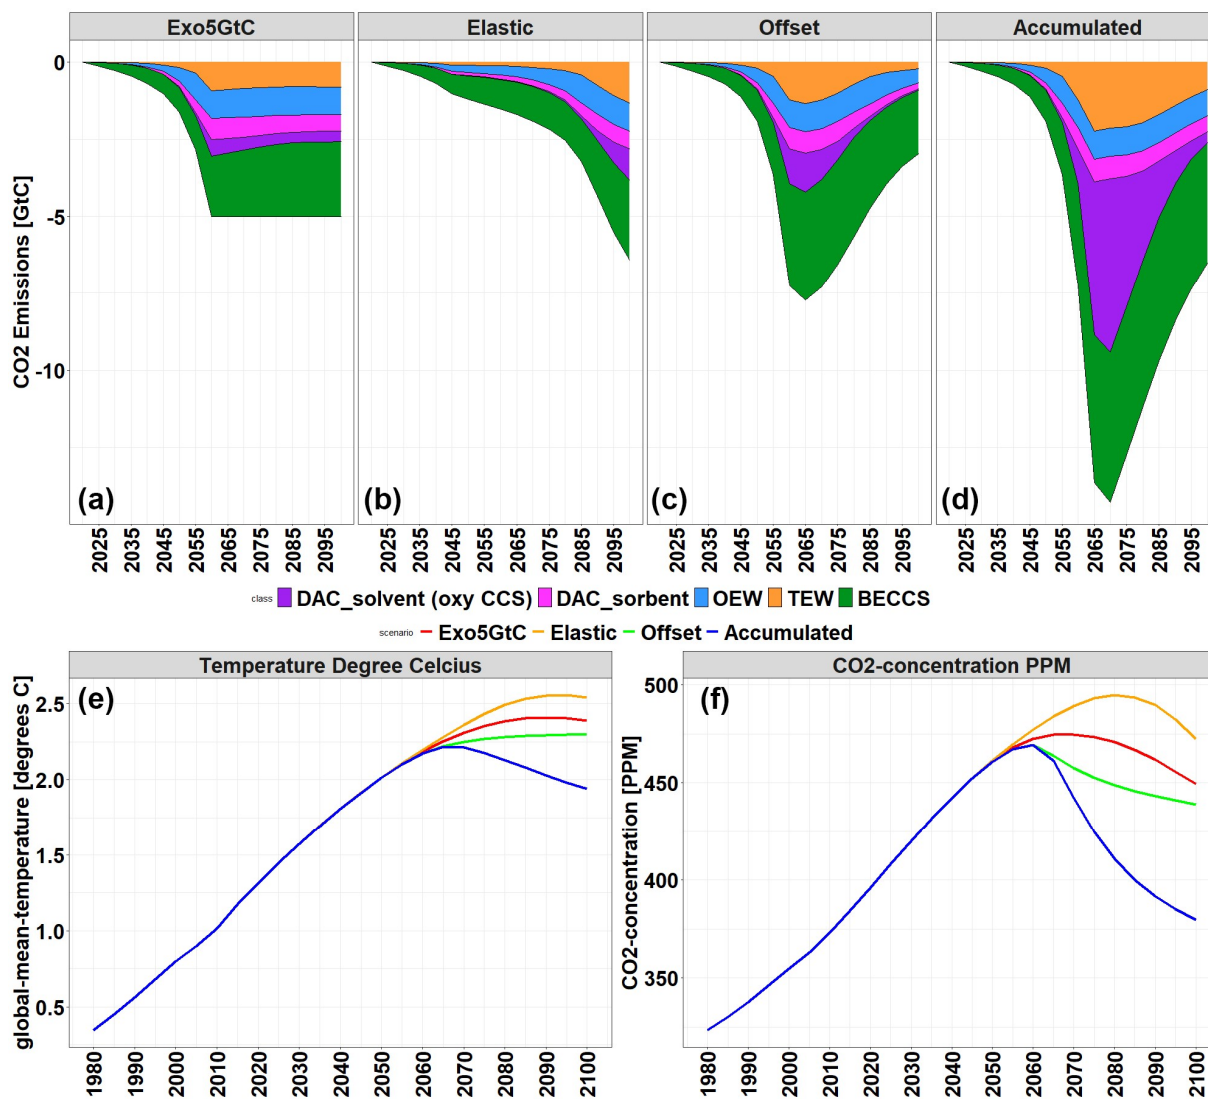 Exo5GtC Elastic Offset Accumulated
CO2 Emissions [GtC]
0
-5
-10
(a) (b) (c) (d)
2025 2035 2045 2055 2065 2075 2085 2095 2025 2035 2045 2055 2065 2075 2085 2095 2025 2035 2045 2055 2065 2075 2085 2095 2025 2035 2045 2055 2065 2075 2085 2095
class DAC_solvent (oxy CCS) DAC_sorbent OEW TEW BECCS
scenario Exo5GtC Elastic Offset Accumulated
Temperature Degree Celcius
(e)
global-mean-temperature [degrees C]
2.5
2.0
1.5
1.0
0.5
1980 1990 2000 2010 2020 2030 2040 2050 2060 2070 2080 2090 2100
CO2-concentration PPM
(f)
CO2-concentration [PPM]
500
450
400
350
1980 1990 2000 2010 2020 2030 2040 2050 2060 2070 2080 2090 2100